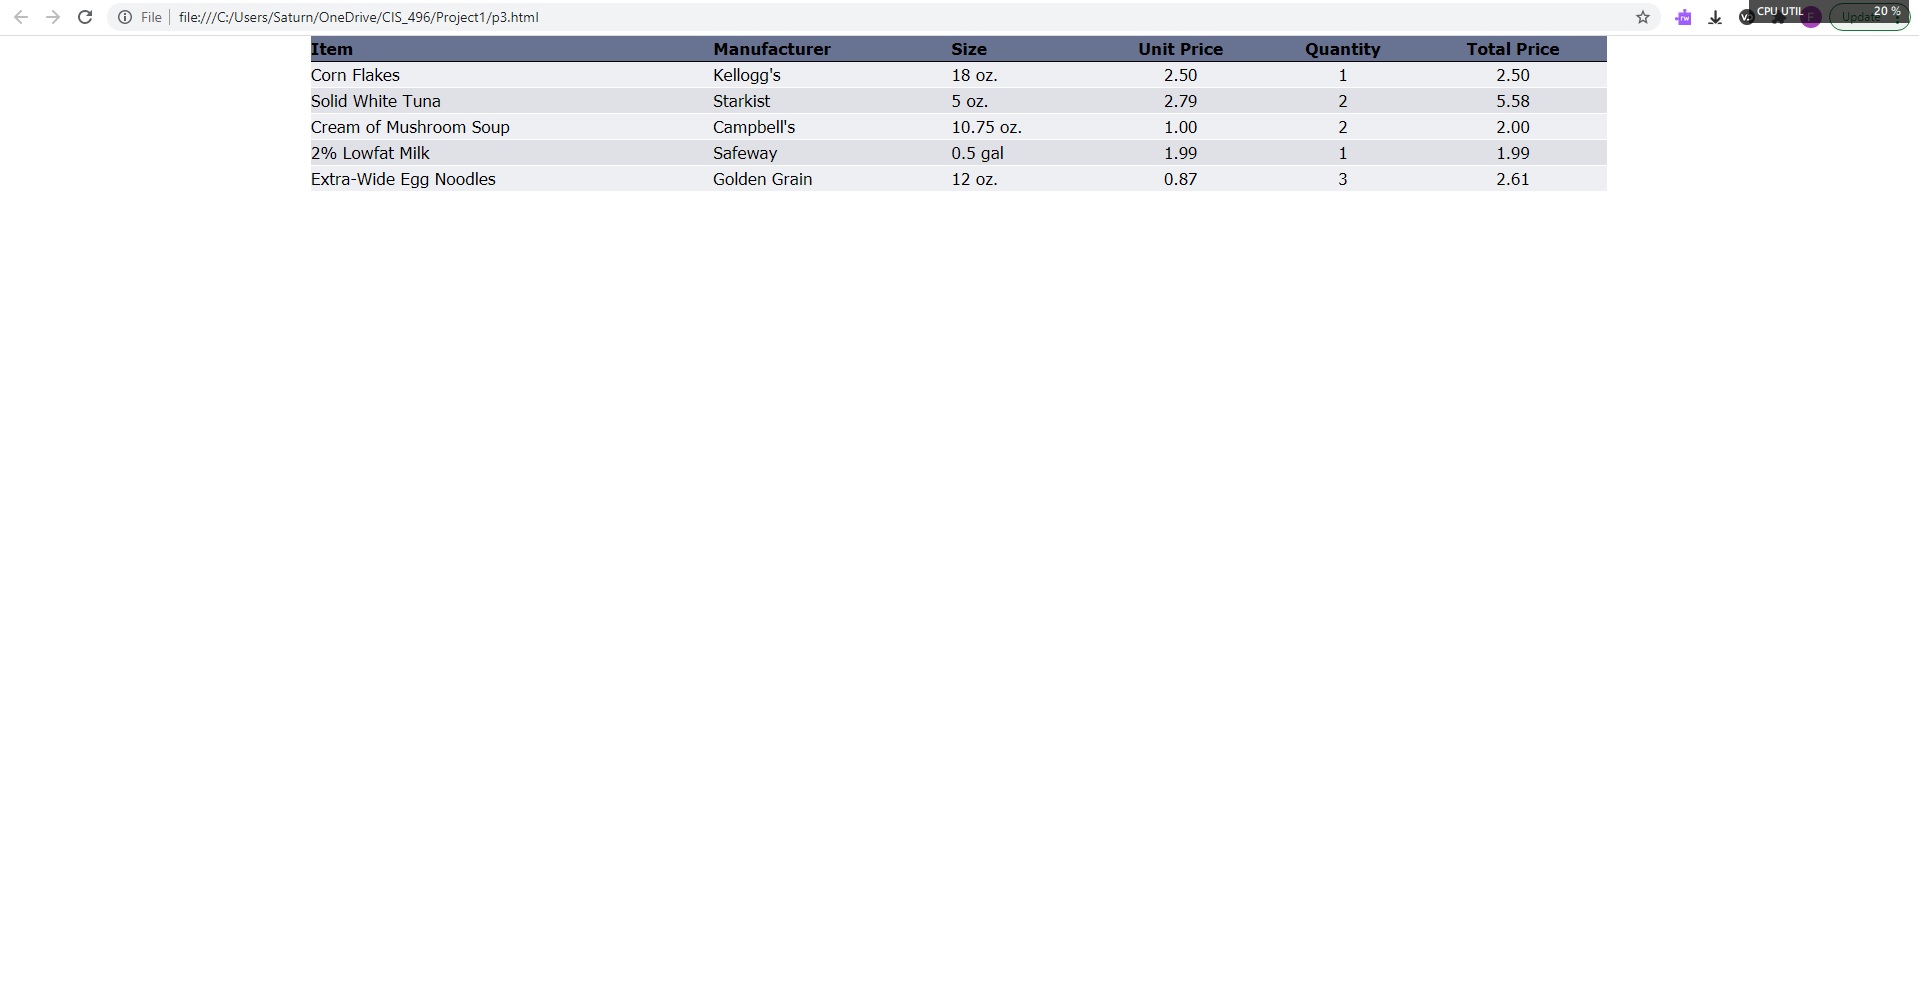 File file:///C:/Users/Saturn/OneDrive/CIS_496/Project1/p3.html CPU UTIL 20 % F Update
Item Manufacturer Size Unit Price Quantity Total Price
Corn Flakes Kellogg's 18 oz. 2.50 1 2.50
Solid White Tuna Starkist 5 oz. 2.79 2 5.58
Cream of Mushroom Soup Campbell's 10.75 oz. 1.00 2 2.00
2% Lowfat Milk Safeway 0.5 gal 1.99 1 1.99
Extra-Wide Egg Noodles Golden Grain 12 oz. 0.87 3 2.61